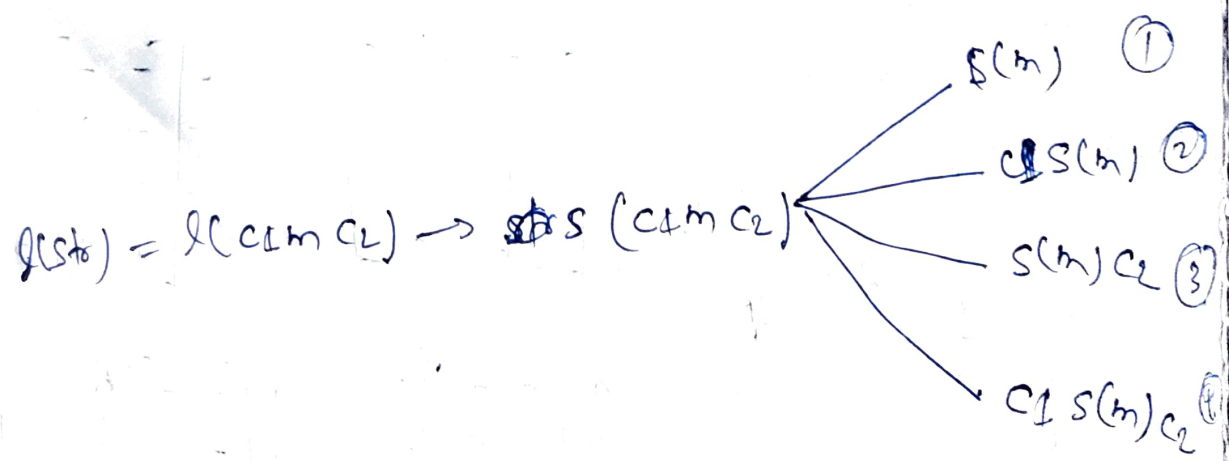 S(m) ①
C1 S(m) ②
l(str) = l(C1 m C2) → S (C1 m C2)
S(m) C2 ③
C1 S(m) C2 ④